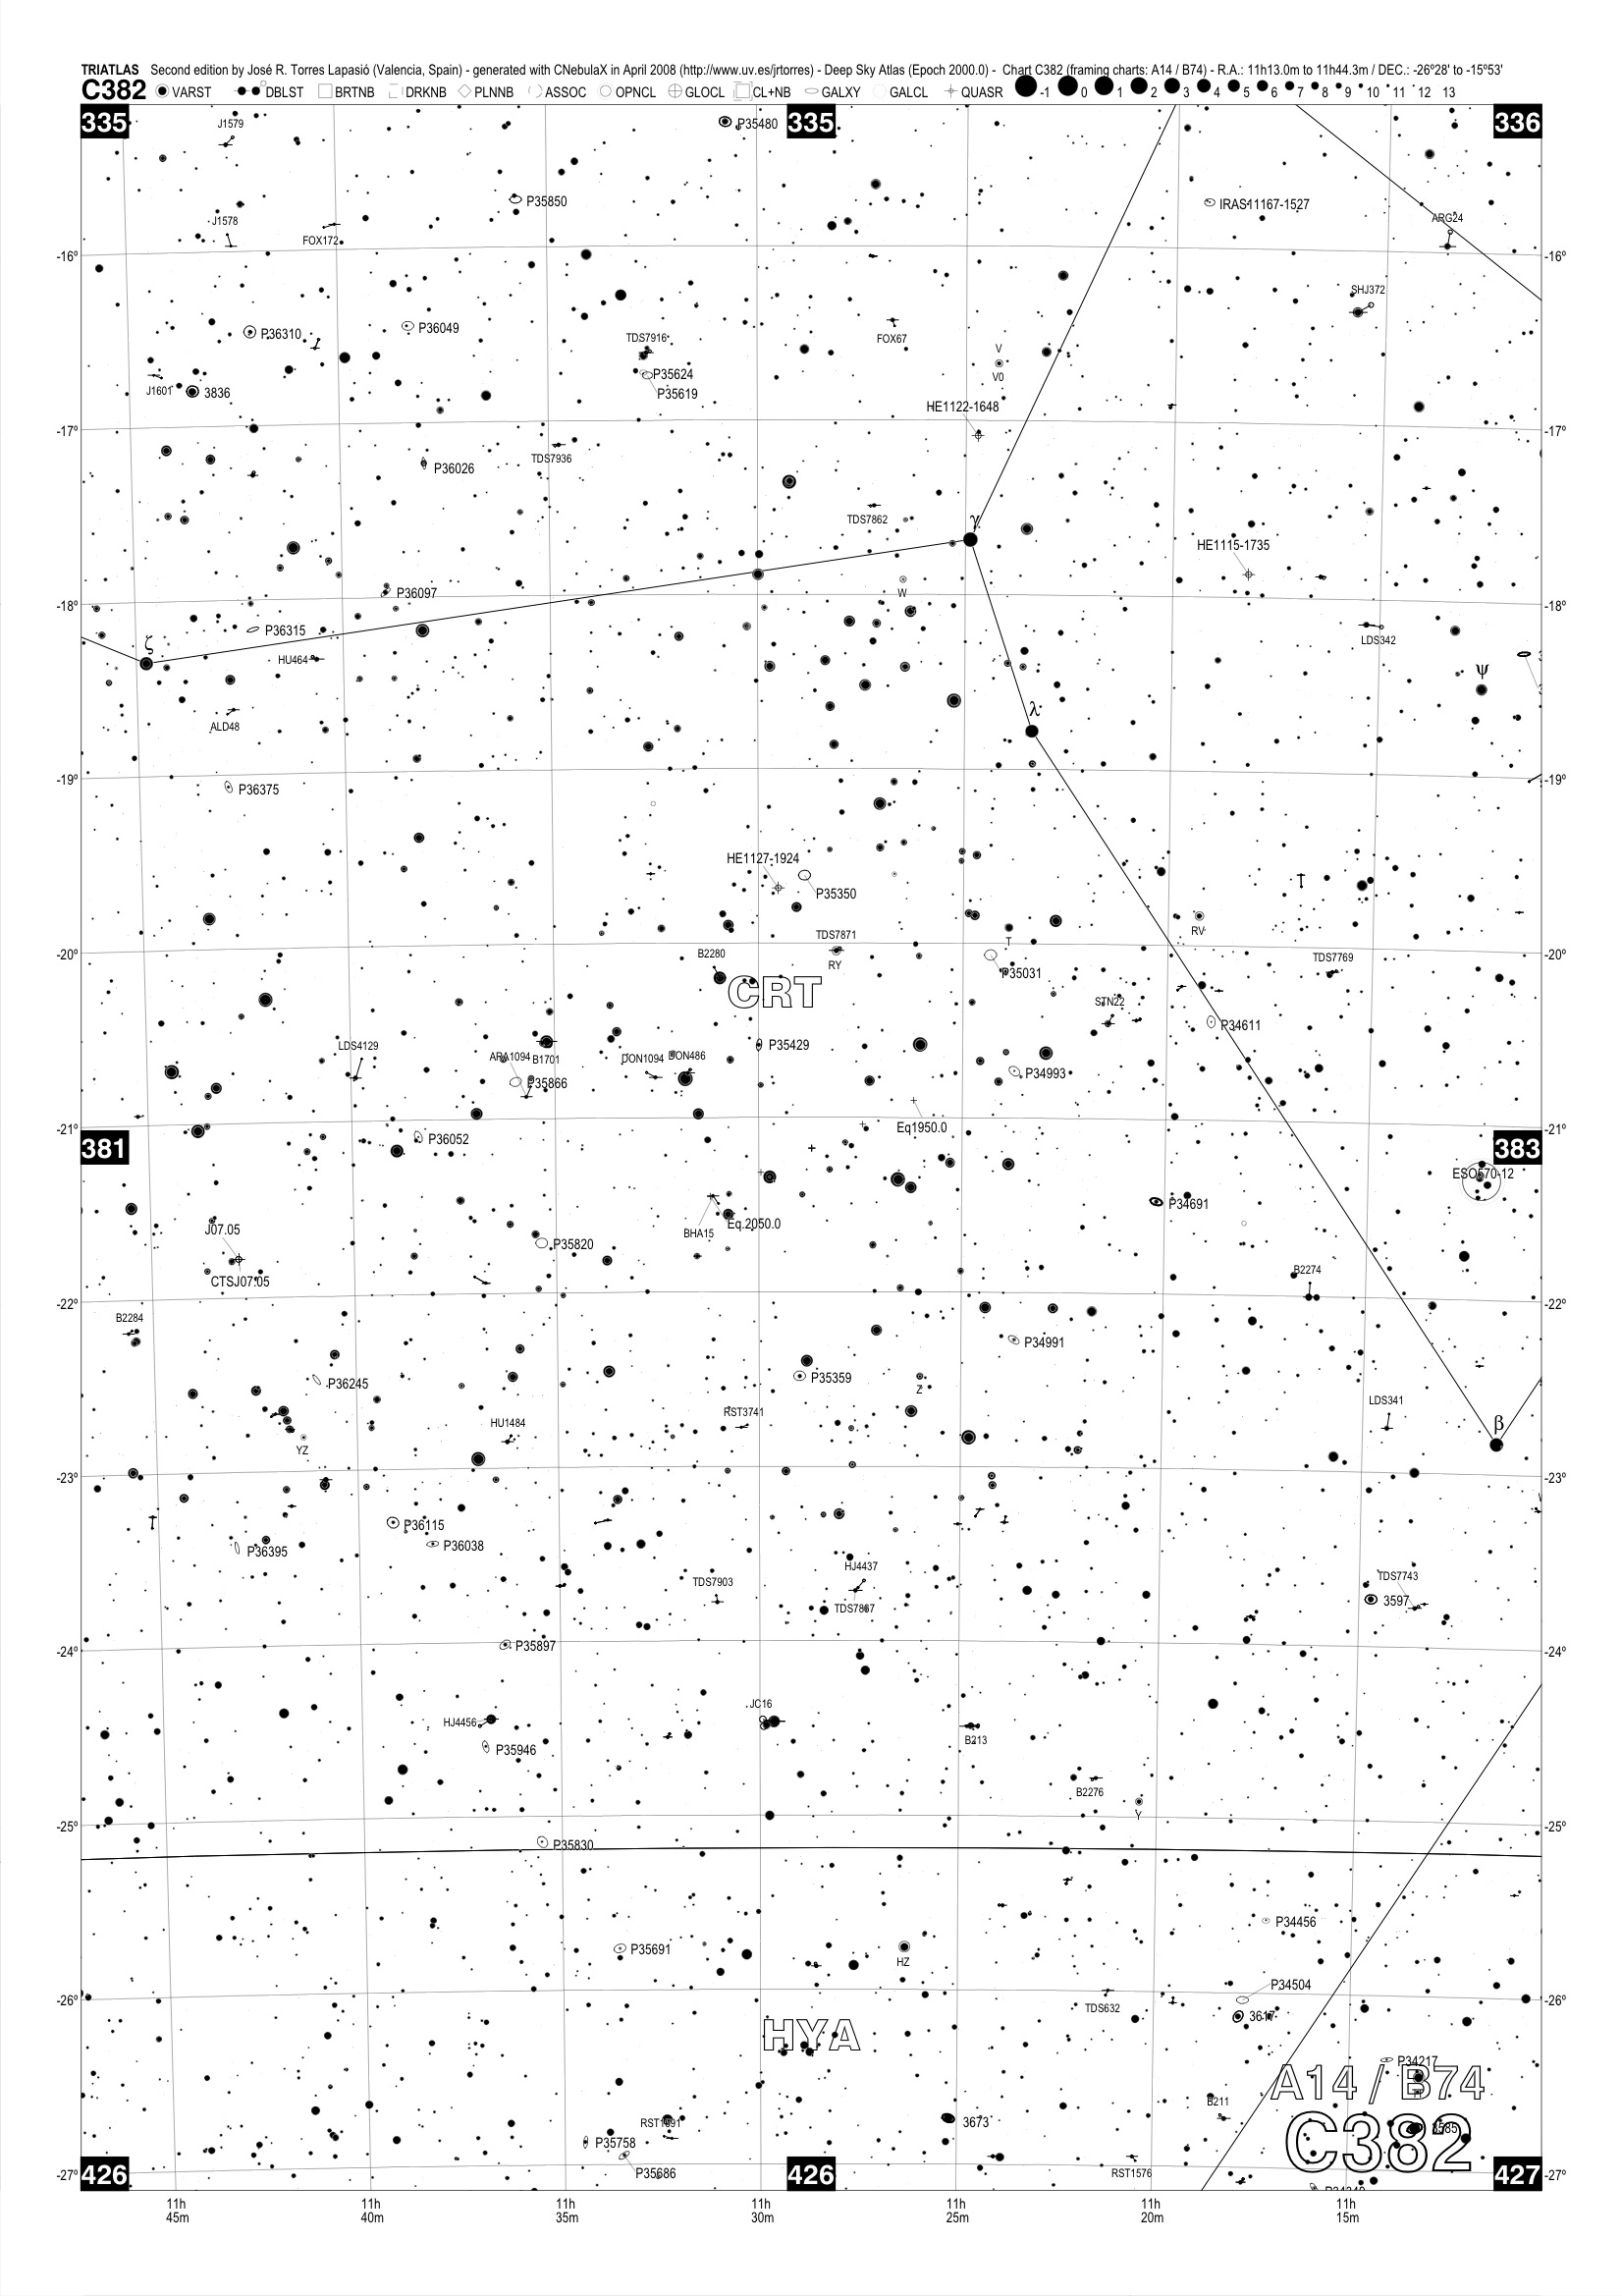 TRIATLAS Second edition by José R. Torres Lapasió (Valencia, Spain) - generated with CNebulaX in April 2008 (http://www.uv.es/jrtorres) - Deep Sky Atlas (Epoch 2000.0) - Chart C382 (framing charts: A14 / B74) - R.A.: 11h13.0m to 11h44.3m / DEC.: -26º28' to -15º53'
C382 VARST DBLST BRTNB DRKNB PLNNB ASSOC OPNCL GLOCL CL+NB GALXY GALCL QUASR -1 0 1 2 3 4 5 6 7 8 9 10 11 12 13
335 335 336
J1579 P35480
P35850 IRAS11167-1527
J1578 ARG24
FOX172
-16º -16º
SHJ372
P36310 P36049
TDS7916 FOX67
V
P35624
V0
J1601 3836 P35619
HE1122-1648
-17º -17º
TDS7936 P36026
TDS7862 γ
HE1115-1735
P36097 W
-18º -18º
P36315
ζ LDS342
HU464
ψ
λ
ALD48
-19º -19º
P36375
HE1127-1924
P35350
RV
TDS7871
T
-20º B2280 RY TDS7769 -20º
P35031
CRT
STN22
P34611
LDS4129 P35429
ARA1094 B1701 DON1094 DON486
P34993
P35866
Eq1950.0
-21º -21º
P36052
381 383
ESO570-12
P34691
Eq.2050.0
J07.05 BHA15
P35820
B2274
CTSJ07.05
-22º -22º
B2284
P34991
P35359
P36245 Z
LDS341
RST3741
HU1484 β
YZ
-23º -23º
P36115
P36038
P36395
HJ4437
TDS7903 TDS7743
3597
TDS7867
P35897
-24º -24º
JC16
HJ4456
B213
P35946
B2276
Y
-25º -25º
P35830
P34456
P35691
HZ
P34504
-26º -26º
TDS632
3617
HYA
P34217
A14 / B74
B211
RST1591 3673 3585
C382
P35758
P35686 RST1576
426 426 427
-27º -27º
11h 11h 11h 11h 11h 11h 11h
45m 40m 35m 30m 25m 20m 15m